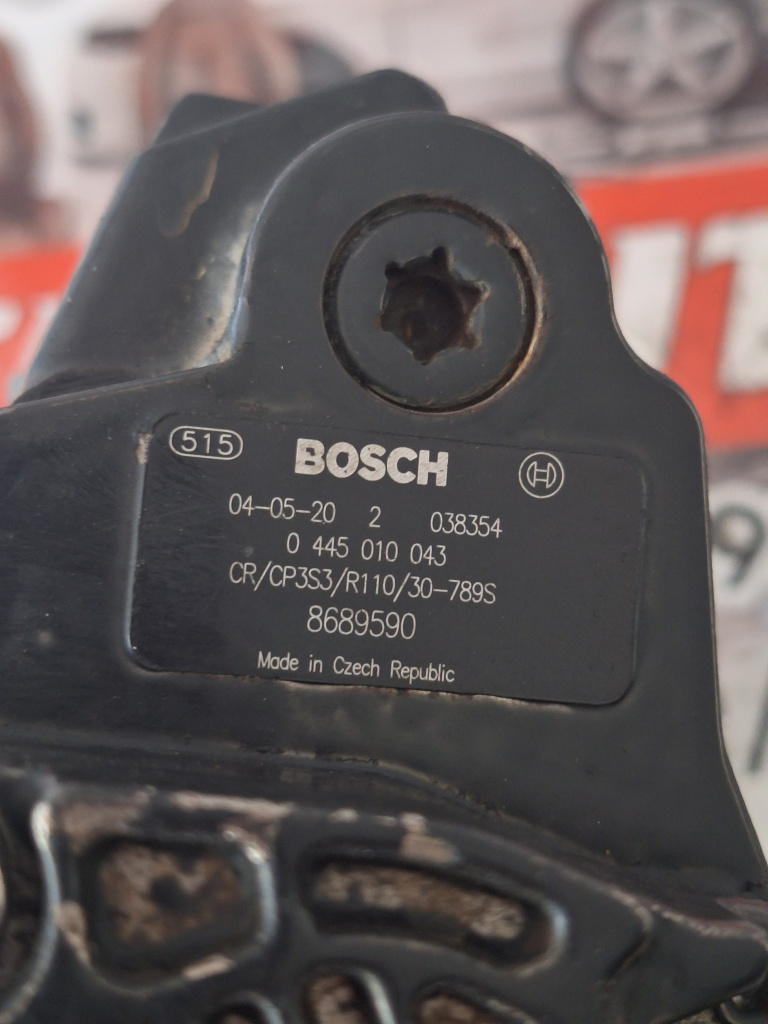 515 BOSCH
04-05-20 2 038354
0 445 010 043
CR/CP3S3/R110/30-789S
8689590
Made in Czech Republic